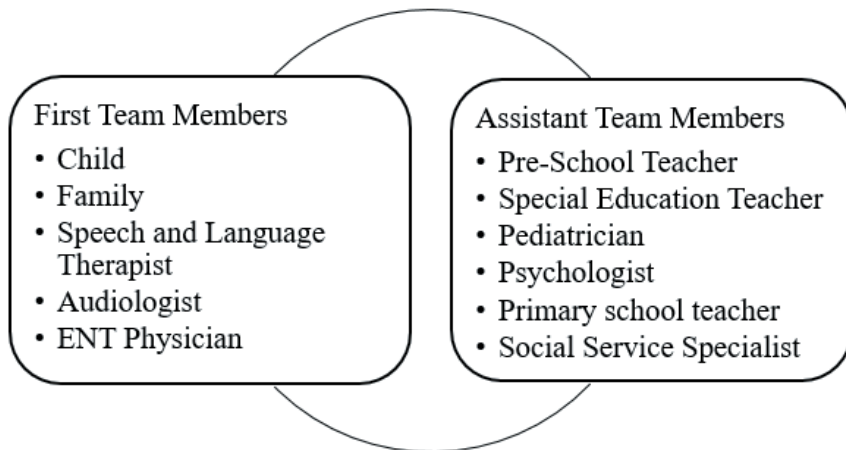 First Team Members
• Child
• Family
• Speech and Language
Therapist
• Audiologist
• ENT Physician
Assistant Team Members
• Pre-School Teacher
• Special Education Teacher
• Pediatrician
• Psychologist
• Primary school teacher
• Social Service Specialist